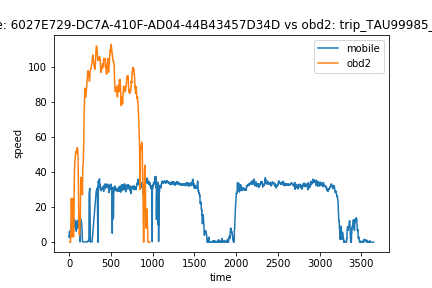 e: 6027E729-DC7A-410F-AD04-44B43457D34D vs obd2: trip_TAU99985_
mobile
obd2
speed
100
80
60
40
20
0
0 500 1000 1500 2000 2500 3000 3500
time